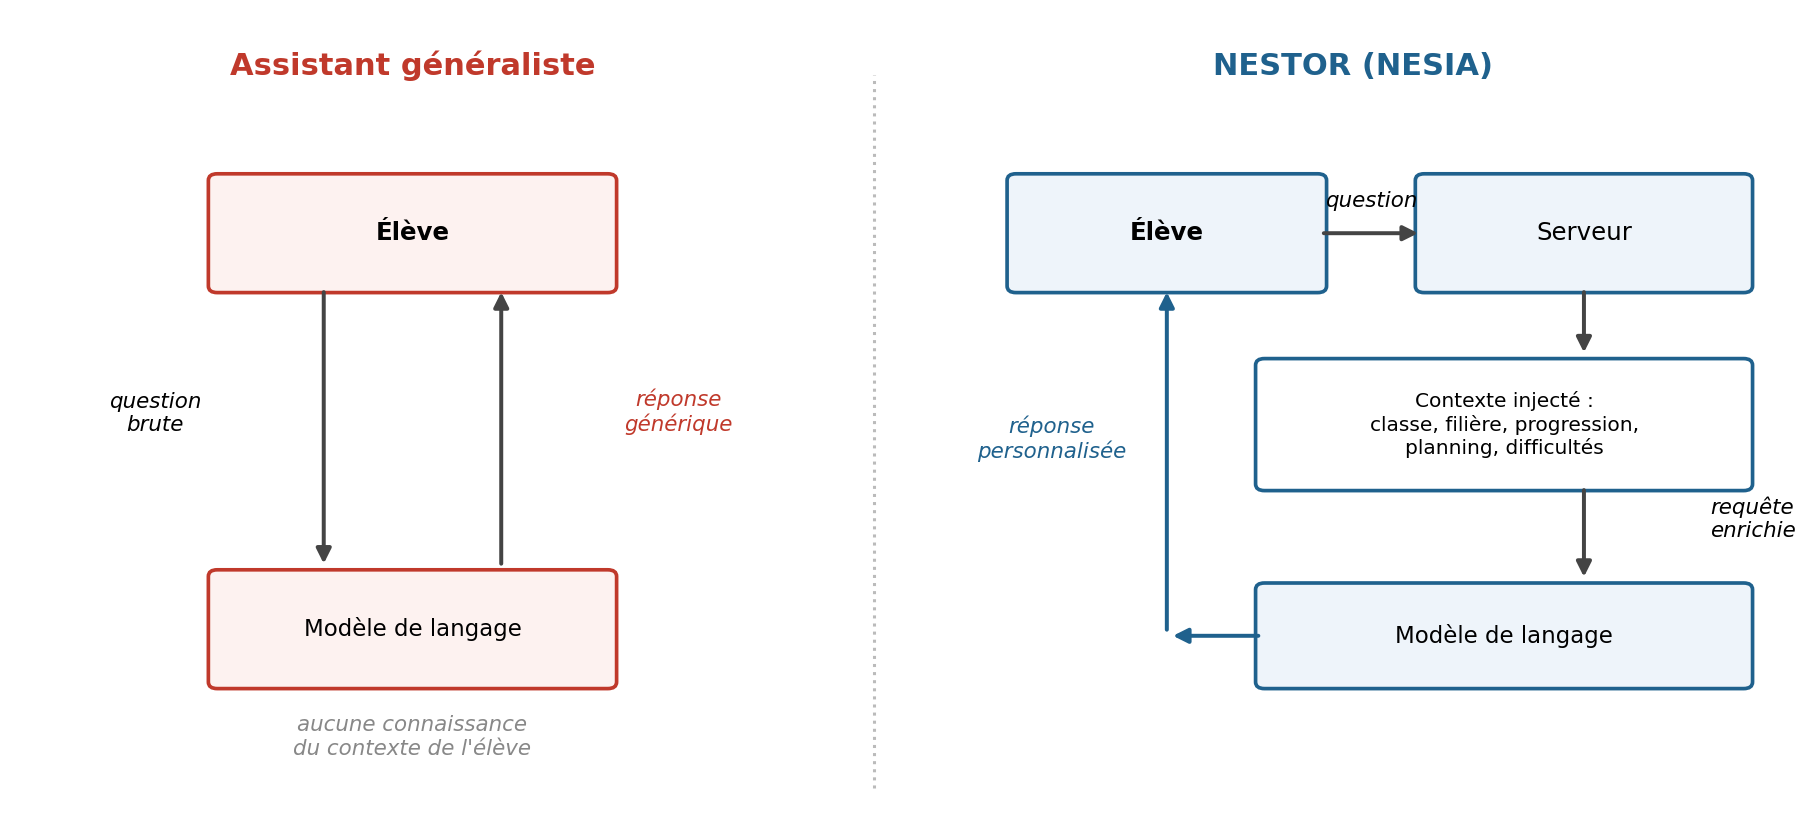 Assistant généraliste
Élève
question
brute
réponse
générique
Modèle de langage
aucune connaissance
du contexte de l'élève
NESTOR (NESIA)
Élève
question
Serveur
Contexte injecté :
classe, filière, progression,
planning, difficultés
réponse
personnalisée
requête
enrichie
Modèle de langage